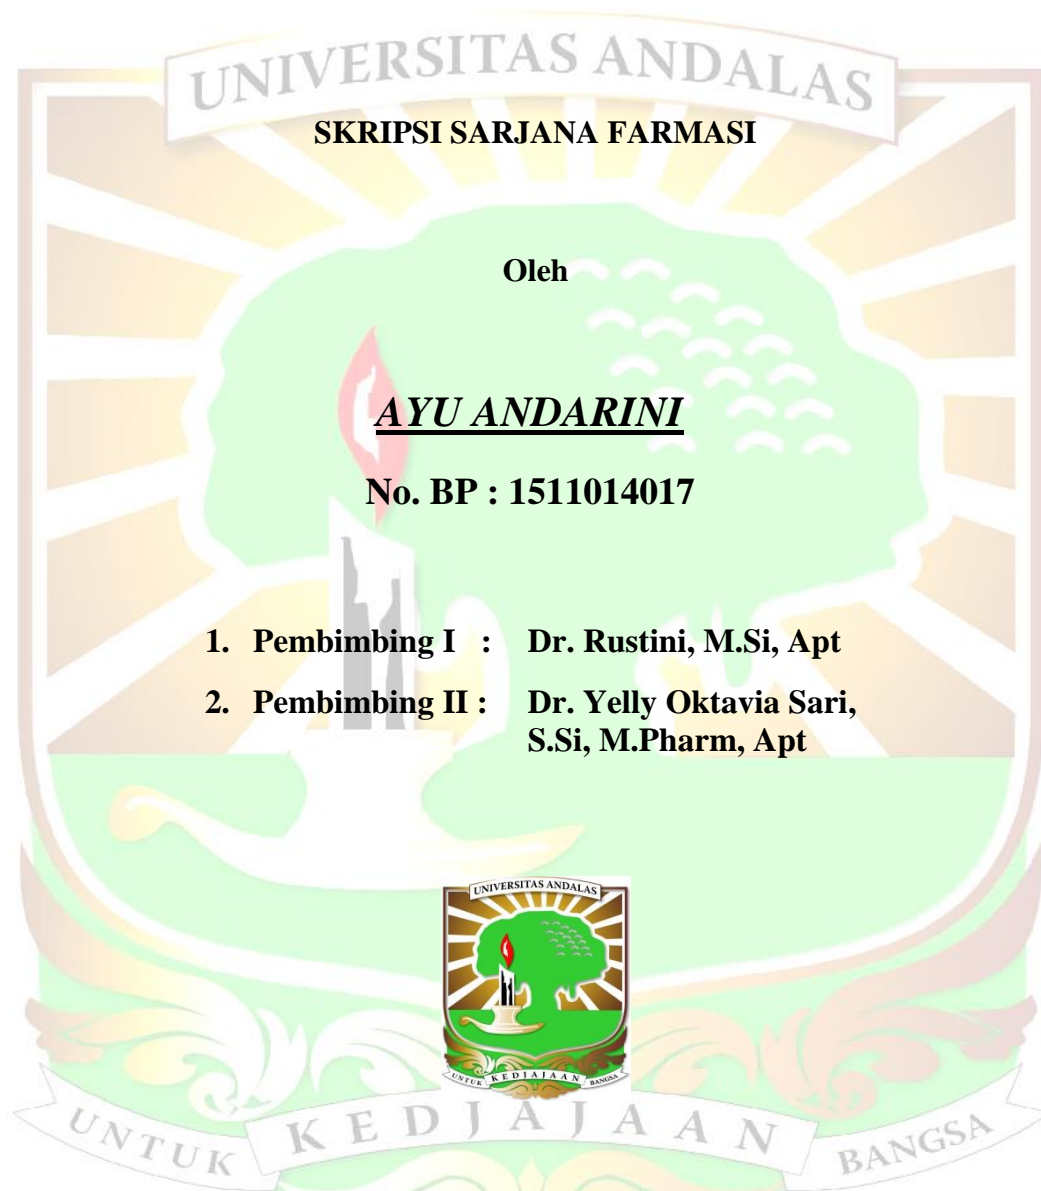 UNIVERSITAS ANDALAS
SKRIPSI SARJANA FARMASI
Oleh
AYU ANDARINI
No. BP : 1511014017
1. Pembimbing I : Dr. Rustini, M.Si, Apt
2. Pembimbing II : Dr. Yelly Oktavia Sari,
S.Si, M.Pharm, Apt
UNIVERSITAS ANDALAS
UNTUK KEDJAJAAN BANGSA
UNTUK KEDJAJAAN BANGSA